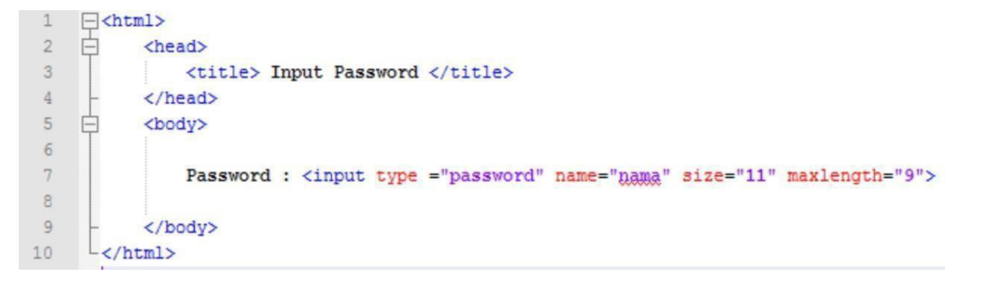 1 <html>
2 <head>
3 <title> Input Password </title>
4 </head>
5 <body>
6
7 Password : <input type ="password" name="nama" size="11" maxlength="9">
8
9 </body>
10 </html>